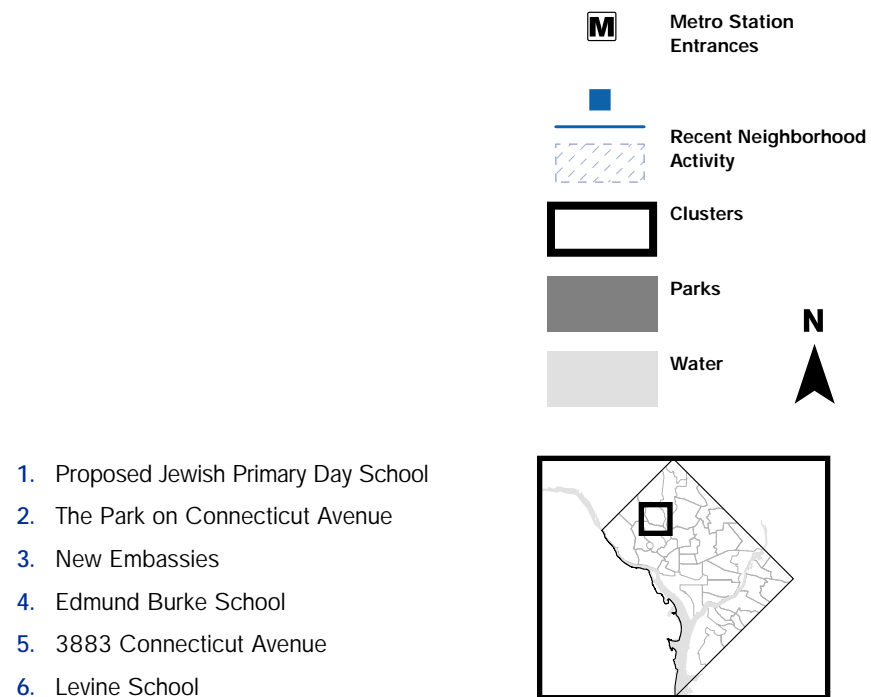 M
Metro Station
Entrances
Recent Neighborhood
Activity
Clusters
Parks
N
Water
1. Proposed Jewish Primary Day School
2. The Park on Connecticut Avenue
3. New Embassies
4. Edmund Burke School
5. 3883 Connecticut Avenue
6. Levine School